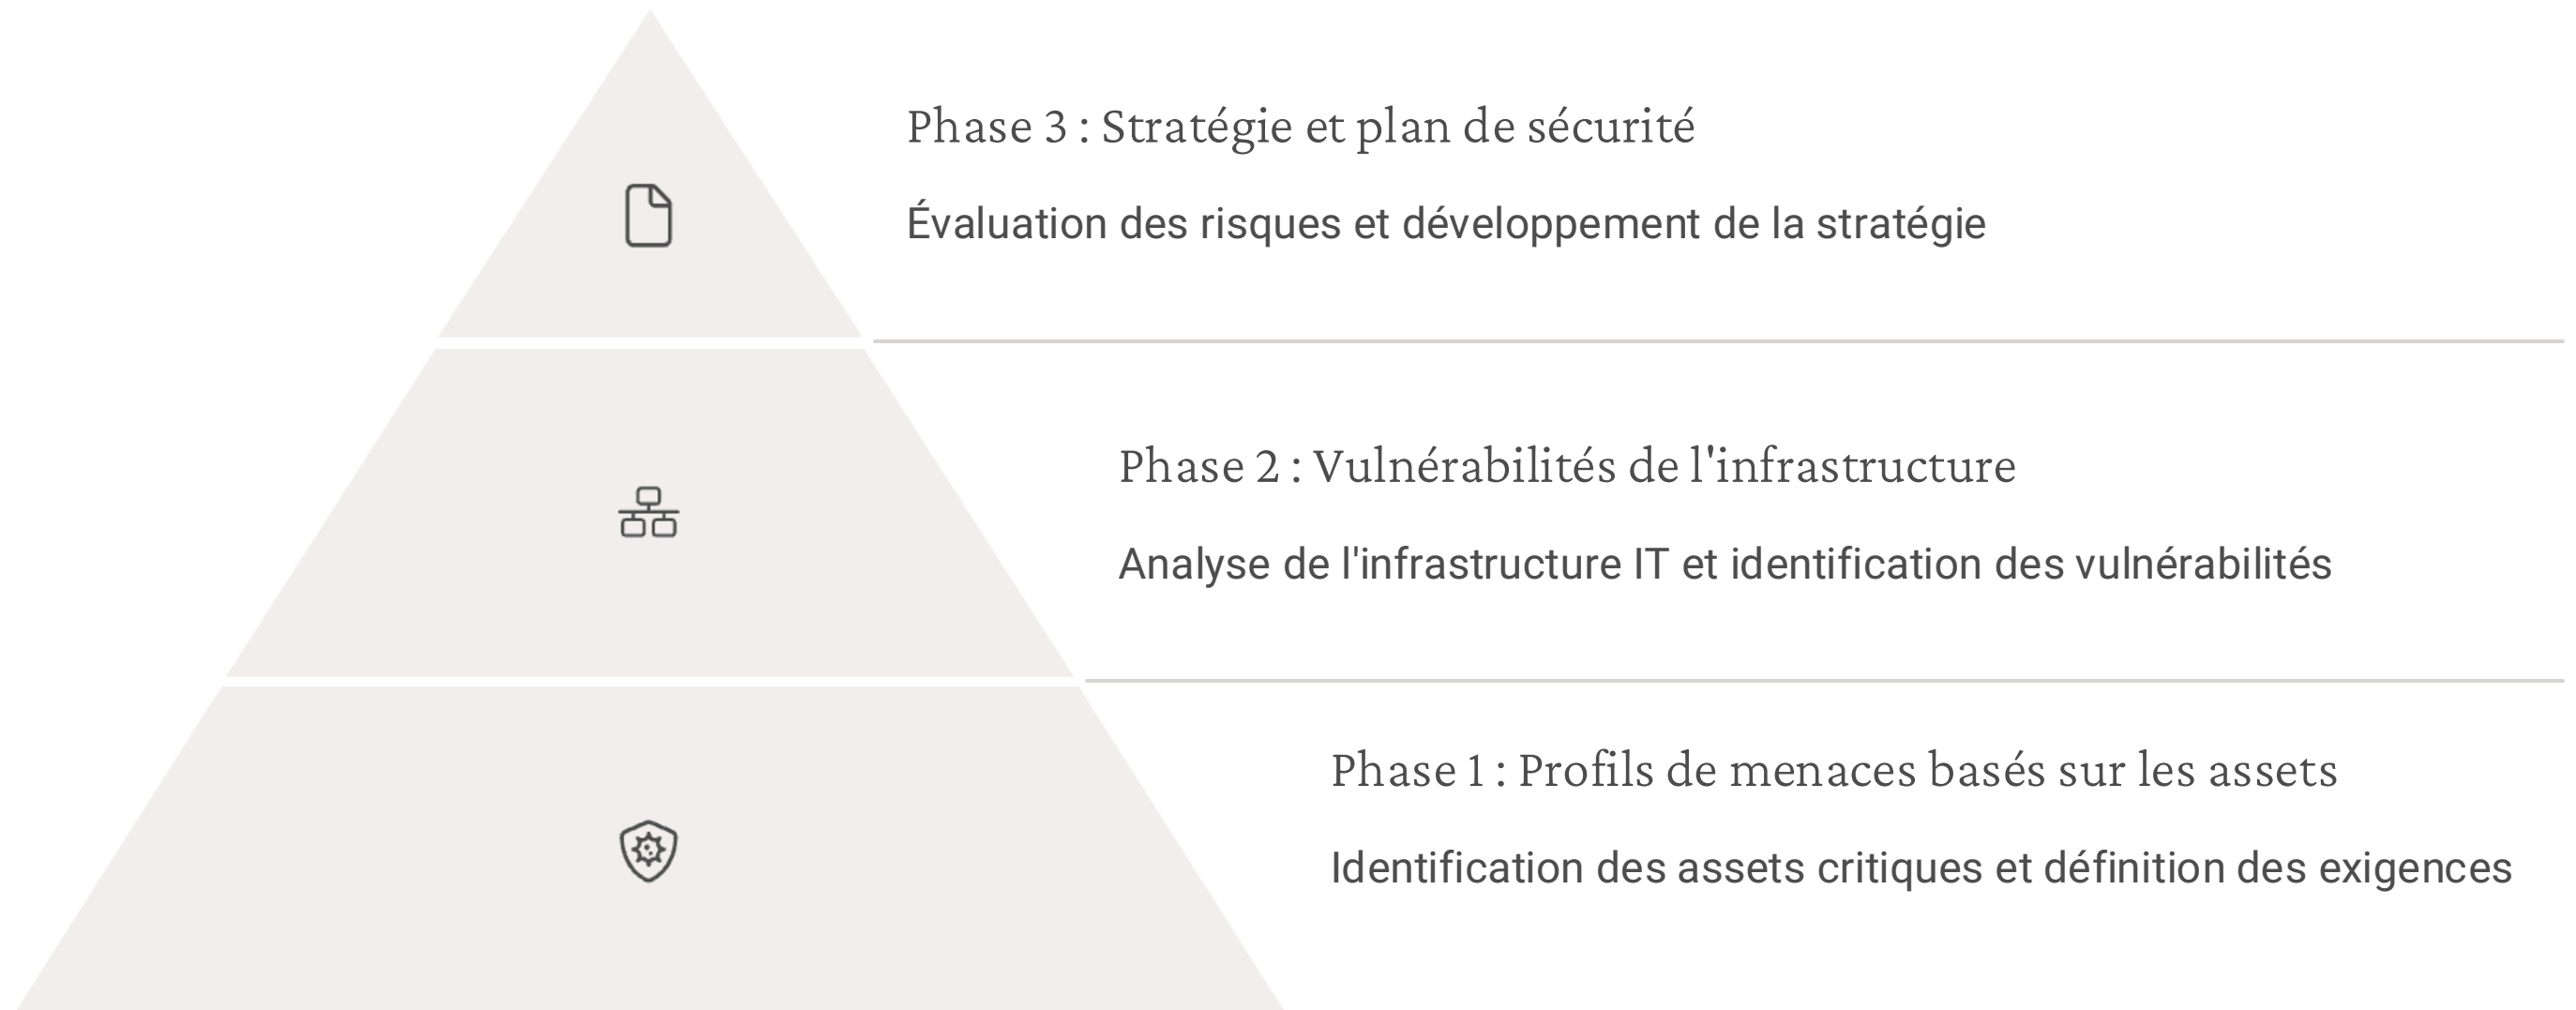 Phase 3 : Stratégie et plan de sécurité
Évaluation des risques et développement de la stratégie
Phase 2 : Vulnérabilités de l'infrastructure
Analyse de l'infrastructure IT et identification des vulnérabilités
Phase 1 : Profils de menaces basés sur les assets
Identification des assets critiques et définition des exigences